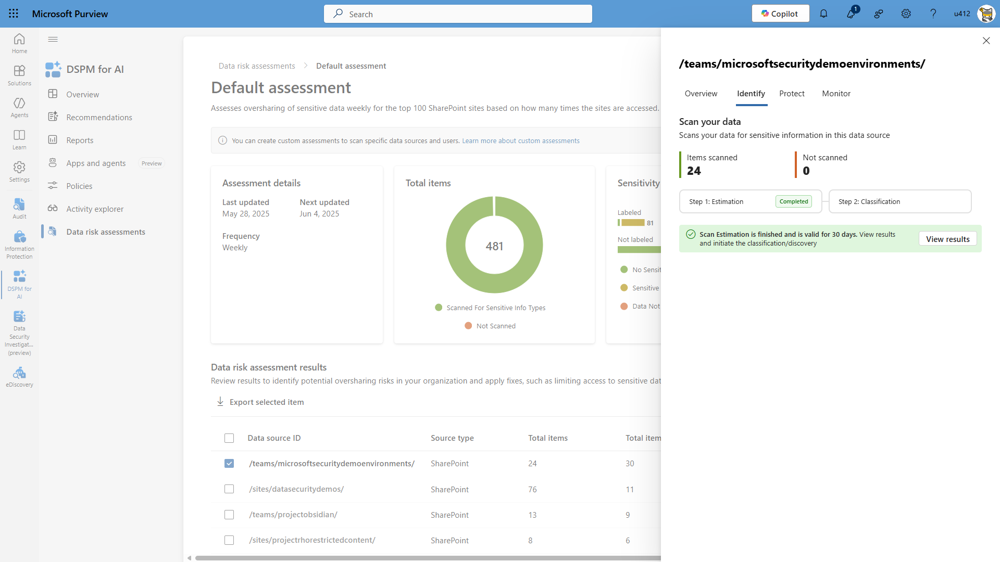 Microsoft Purview
Search
Copilot
1
u412
Home
Solutions
Agents
Learn
Settings
Audit
Information
Protection
DSPM for
AI
Data
Security
Investigat...
(preview)
eDiscovery
DSPM for AI
Overview
Recommendations
Reports
Apps and agents Preview
Policies
Activity explorer
Data risk assessments
Data risk assessments > Default assessment
Default assessment
Assesses oversharing of sensitive data weekly for the top 100 SharePoint sites based on how many times the sites are accessed.
You can create custom assessments to scan specific data sources and users. Learn more about custom assessments
Assessment details
Last updated Next updated
May 28, 2025 Jun 4, 2025
Frequency
Weekly
Total items
481
Scanned For Sensitive Info Types
Not Scanned
Sensitivity
Labeled
81
Not labeled
No Sensit
Sensitive
Data Not
Data risk assessment results
Review results to identify potential oversharing risks in your organization and apply fixes, such as limiting access to sensitive dat
Export selected item
Data source ID Source type Total items Total item
/teams/microsoftsecuritydemoenvironments/ SharePoint 24 30
/sites/datasecuritydemos/ SharePoint 76 11
/teams/projectobsidian/ SharePoint 13 9
/sites/projectrhorestrictedcontent/ SharePoint 8 6
/teams/microsoftsecuritydemoenvironments/
Overview Identify Protect Monitor
Scan your data
Scans your data for sensitive information in this data source
Items scanned Not scanned
24 0
Step 1: Estimation Completed Step 2: Classification
Scan Estimation is finished and is valid for 30 days. View results
and initiate the classification/discovery
View results